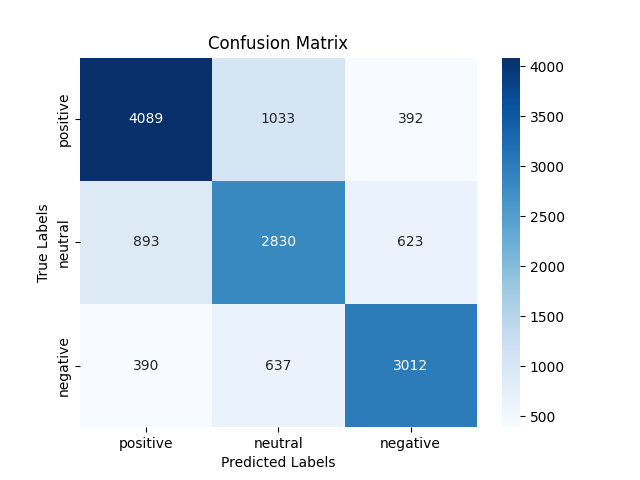 Confusion Matrix
True Labels
positive
4089 1033 392
neutral
893 2830 623
negative
390 637 3012
positive neutral negative
Predicted Labels
4000
3500
3000
2500
2000
1500
1000
500